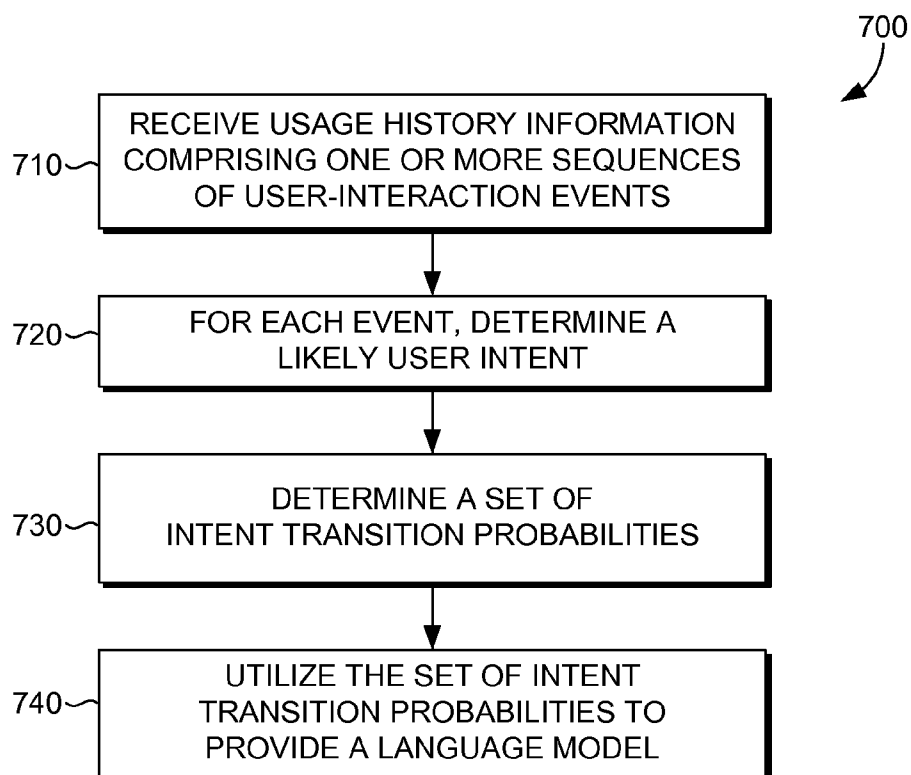 700
710
RECEIVE USAGE HISTORY INFORMATION
COMPRISING ONE OR MORE SEQUENCES
OF USER-INTERACTION EVENTS
720
FOR EACH EVENT, DETERMINE A
LIKELY USER INTENT
730
DETERMINE A SET OF
INTENT TRANSITION PROBABILITIES
740
UTILIZE THE SET OF INTENT
TRANSITION PROBABILITIES TO
PROVIDE A LANGUAGE MODEL